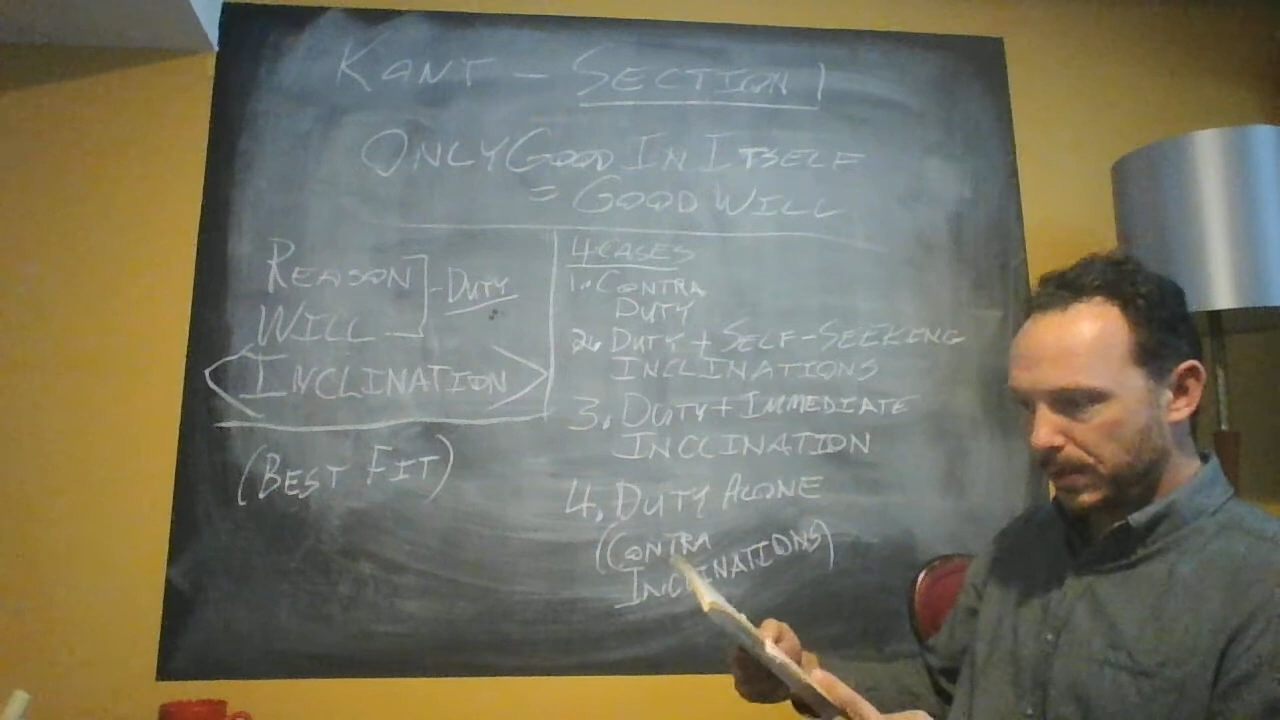 KANT - SECTION 1
ONLY GOOD IN ITSELF
= GOOD WILL
REASON
WILL
- DUTY
INCLINATION
(BEST FIT)
4 CASES
1. CONTRA
DUTY
2. DUTY + SELF-SEEKING
INCLINATIONS
3. DUTY + IMMEDIATE
INCLINATION
4. DUTY ALONE
(CONTRA
INCLINATIONS)